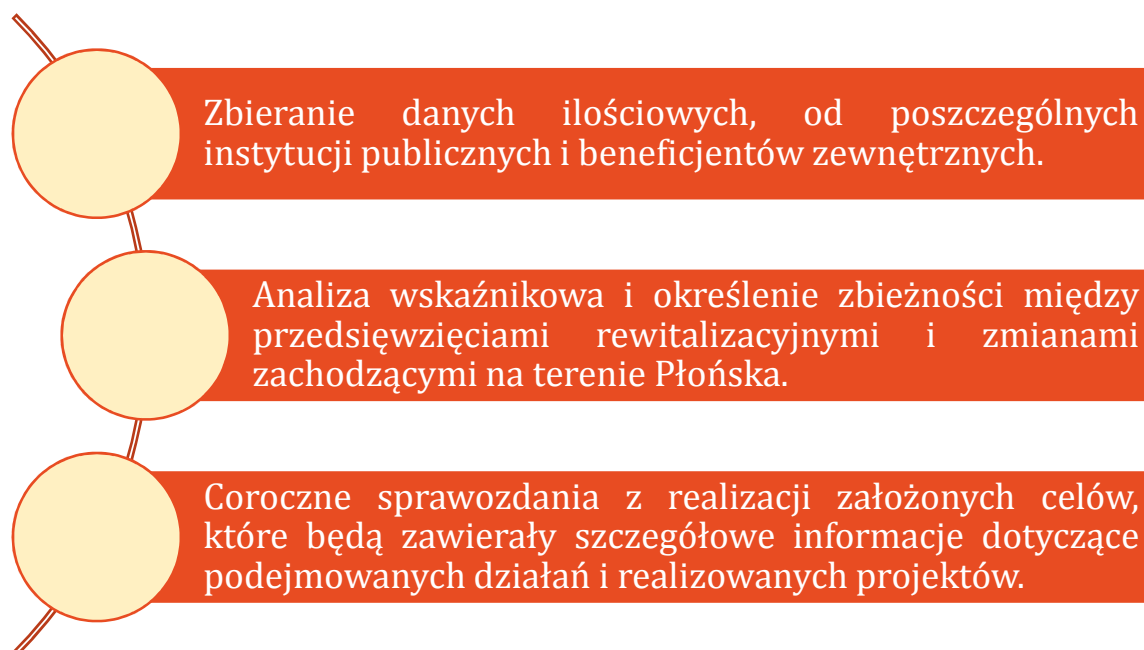 Zbieranie danych ilościowych, od poszczególnych
instytucji publicznych i beneficjentów zewnętrznych.
Analiza wskaźnikowa i określenie zbieżności między
przedsięwzięciami rewitalizacyjnymi i zmianami
zachodzącymi na terenie Płońska.
Coroczne sprawozdania z realizacji założonych celów,
które będą zawierały szczegółowe informacje dotyczące
podejmowanych działań i realizowanych projektów.